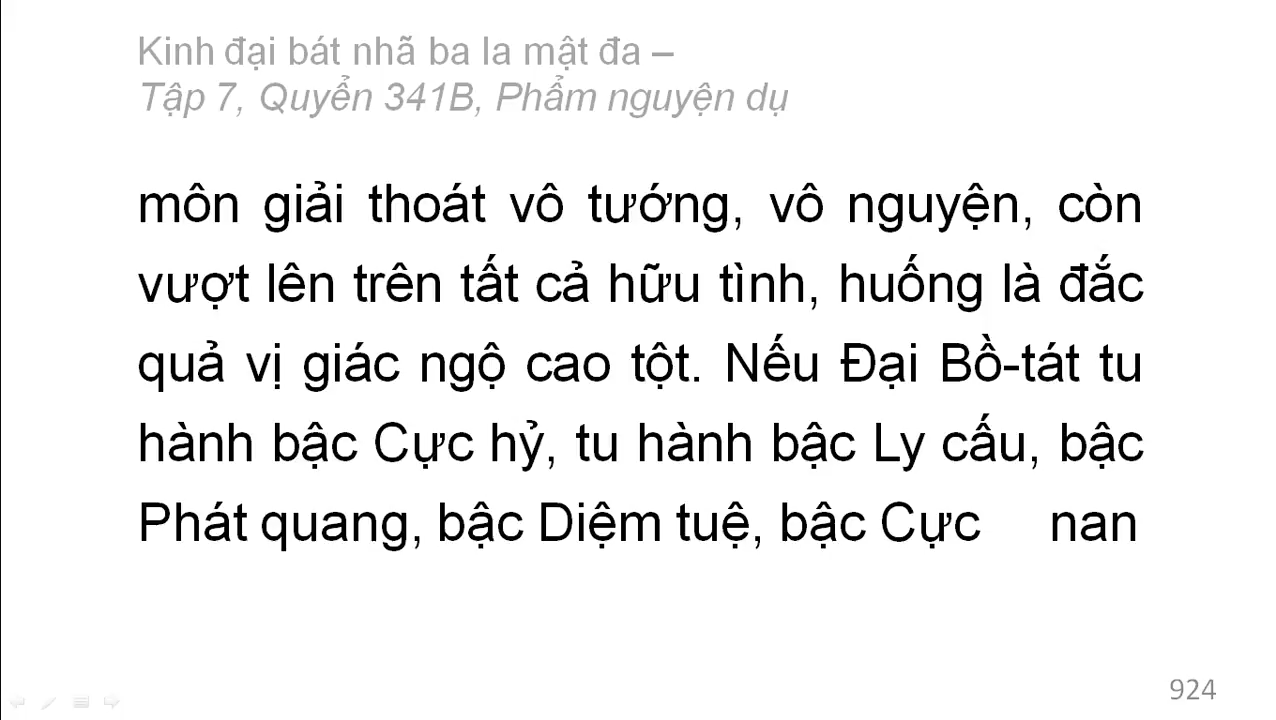 Kinh đại bát nhã ba la mật đa –
Tập 7, Quyển 341B, Phẩm nguyện dụ
môn giải thoát vô tướng, vô nguyện, còn
vượt lên trên tất cả hữu tình, huống là đắc
quả vị giác ngộ cao tột. Nếu Đại Bồ-tát tu
hành bậc Cực hỷ, tu hành bậc Ly cấu, bậc
Phát quang, bậc Diệm tuệ, bậc Cực nan
924